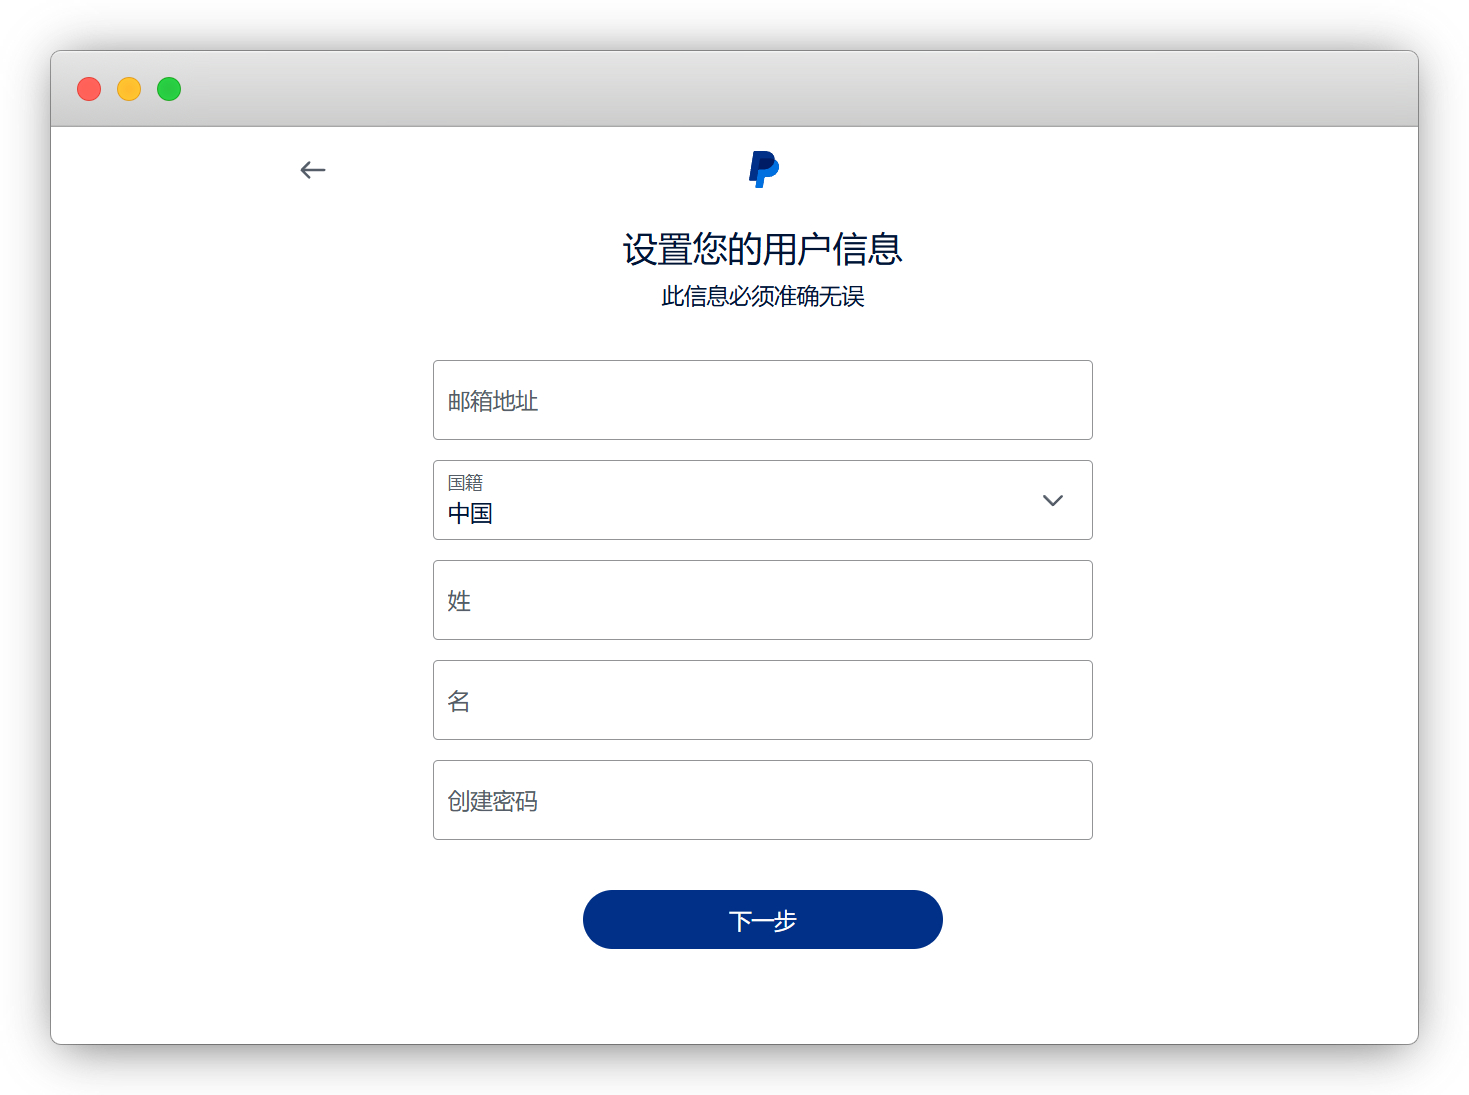 设置您的用户信息
此信息必须准确无误
邮箱地址
国籍
中国
姓
名
创建密码
下一步